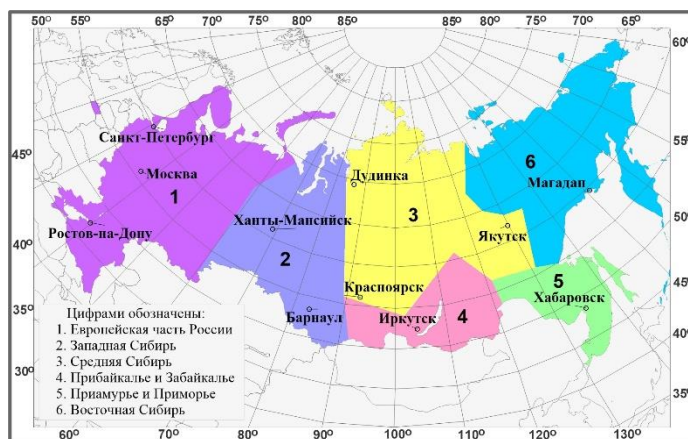 50° 55° 60° 65° 70° 75° 80° 85° 85° 80° 75° 70° 65°
60°
55°
50°
45°
40°
35°
45°
40°
35°
30°
60° 70° 80° 90° 100° 110° 120° 130°
Санкт-Петербург
Москва
Ростов-на-Дону
Ханты-Мансийск
Барнаул
Дудинка
Красноярск
Иркутск
Якутск
Магадан
Хабаровск
1
2
3
4
5
6
Цифрами обозначены:
1. Европейская часть России
2. Западная Сибирь
3. Средняя Сибирь
4. Прибайкалье и Забайкалье
5. Приамурье и Приморье
6. Восточная Сибирь